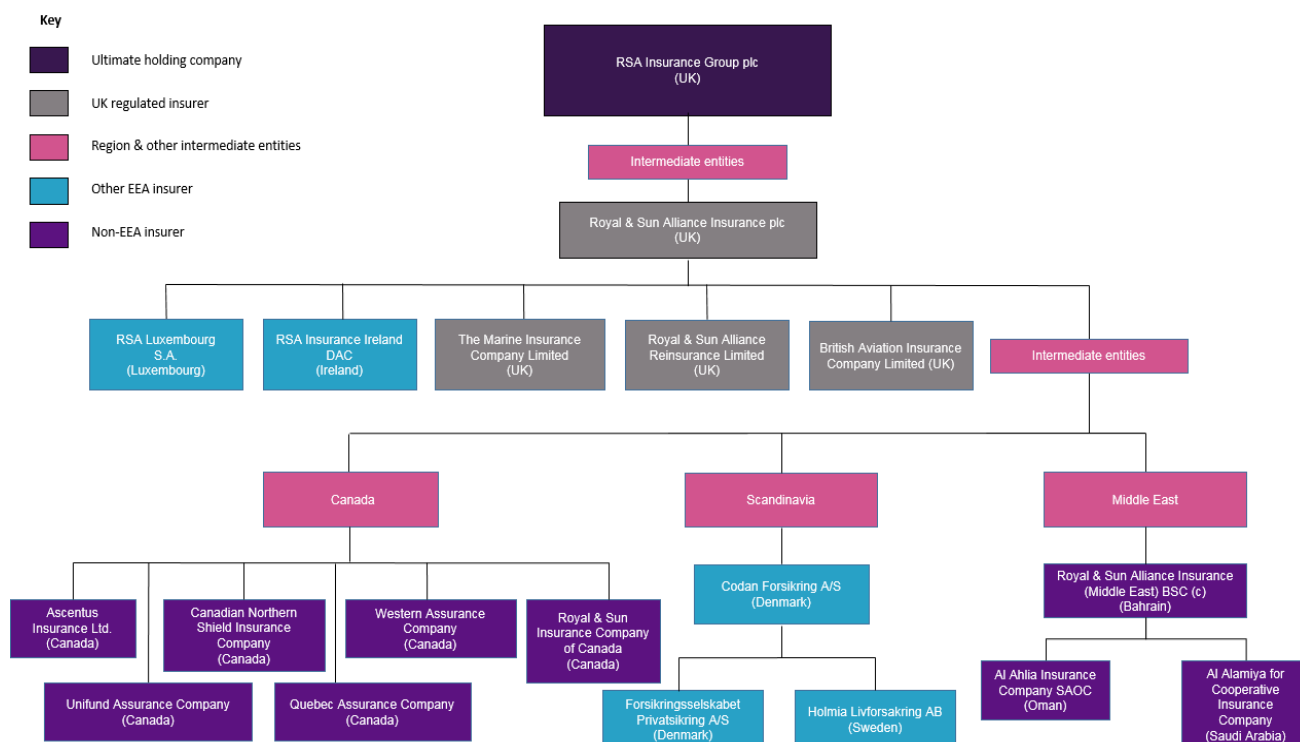 Key
Ultimate holding company
UK regulated insurer
Region & other intermediate entities
Other EEA insurer
Non-EEA insurer
RSA Insurance Group plc
(UK)
Intermediate entities
Royal & Sun Alliance Insurance plc
(UK)
RSA Luxembourg
S.A.
(Luxembourg)
RSA Insurance Ireland
DAC
(Ireland)
The Marine Insurance
Company Limited
(UK)
Royal & Sun Alliance
Reinsurance Limited
(UK)
British Aviation Insurance
Company Limited (UK)
Intermediate entities
Canada
Scandinavia
Middle East
Ascentus
Insurance Ltd.
(Canada)
Canadian Northern
Shield Insurance
Company
(Canada)
Western Assurance
Company
(Canada)
Royal & Sun
Insurance Company
of Canada
(Canada)
Unifund Assurance Company
(Canada)
Quebec Assurance Company
(Canada)
Codan Forsikring A/S
(Denmark)
Forsikringsselskabet
Privatsikring A/S
(Denmark)
Holmia Livforsakring AB
(Sweden)
Royal & Sun Alliance Insurance
(Middle East) BSC (c)
(Bahrain)
Al Ahlia Insurance
Company SAOC
(Oman)
Al Alamiya for
Cooperative
Insurance
Company
(Saudi Arabia)